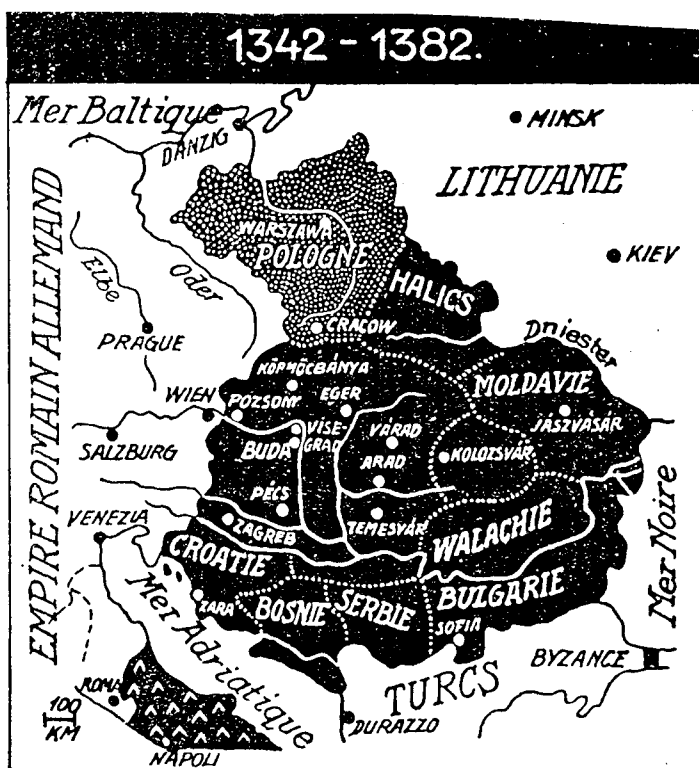 1342 - 1382.
Mer Baltique
DANZIG
MINSK
LITHUANIE
WARSZAWA
POLOGNE
KIEV
HALICS
EMPIRE ROMAIN ALLEMAND
Elbe
Oder
CRACOW
Dniester
PRAGUE
KÖRMÖCBÁNYA
MOLDAVIE
WIEN
POZSONY
EGER
JÁSZVÁSÁR
VISE-
GRÁD
BUDA
VÁRAD
KOLOZSVÁR
SALZBURG
ARAD
PÉCS
TEMESVÁR
VENEZIA
ZAGREB
WALACHIE
Mer Noire
CROATIE
ZARA
BOSNIE
SERBIE
BULGARIE
SOFIA
Mer Adriatique
BYZANCE
TURCS
ROMA
100
KM
DURAZZO
NAPOLI